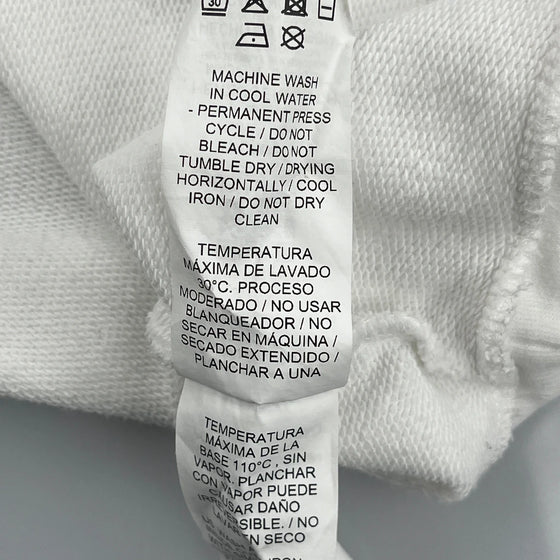 30
MACHINE WASH
IN COOL WATER
- PERMANENT PRESS
CYCLE / DO NOT
BLEACH / DO NOT
TUMBLE DRY / DRYING
HORIZONTALLY / COOL
IRON / DO NOT DRY
CLEAN
TEMPERATURA
MÁXIMA DE LAVADO
30°C. PROCESO
MODERADO / NO USAR
BLANQUEADOR / NO
SECAR EN MÁQUINA /
SECADO EXTENDIDO /
PLANCHAR A UNA
TEMPERATURA
MÁXIMA DE LA
BASE 110°C, SIN
VAPOR. PLANCHAR
CON VAPOR PUEDE
CAUSAR DAÑO
IRREVERSIBLE. / NO
EN SECO